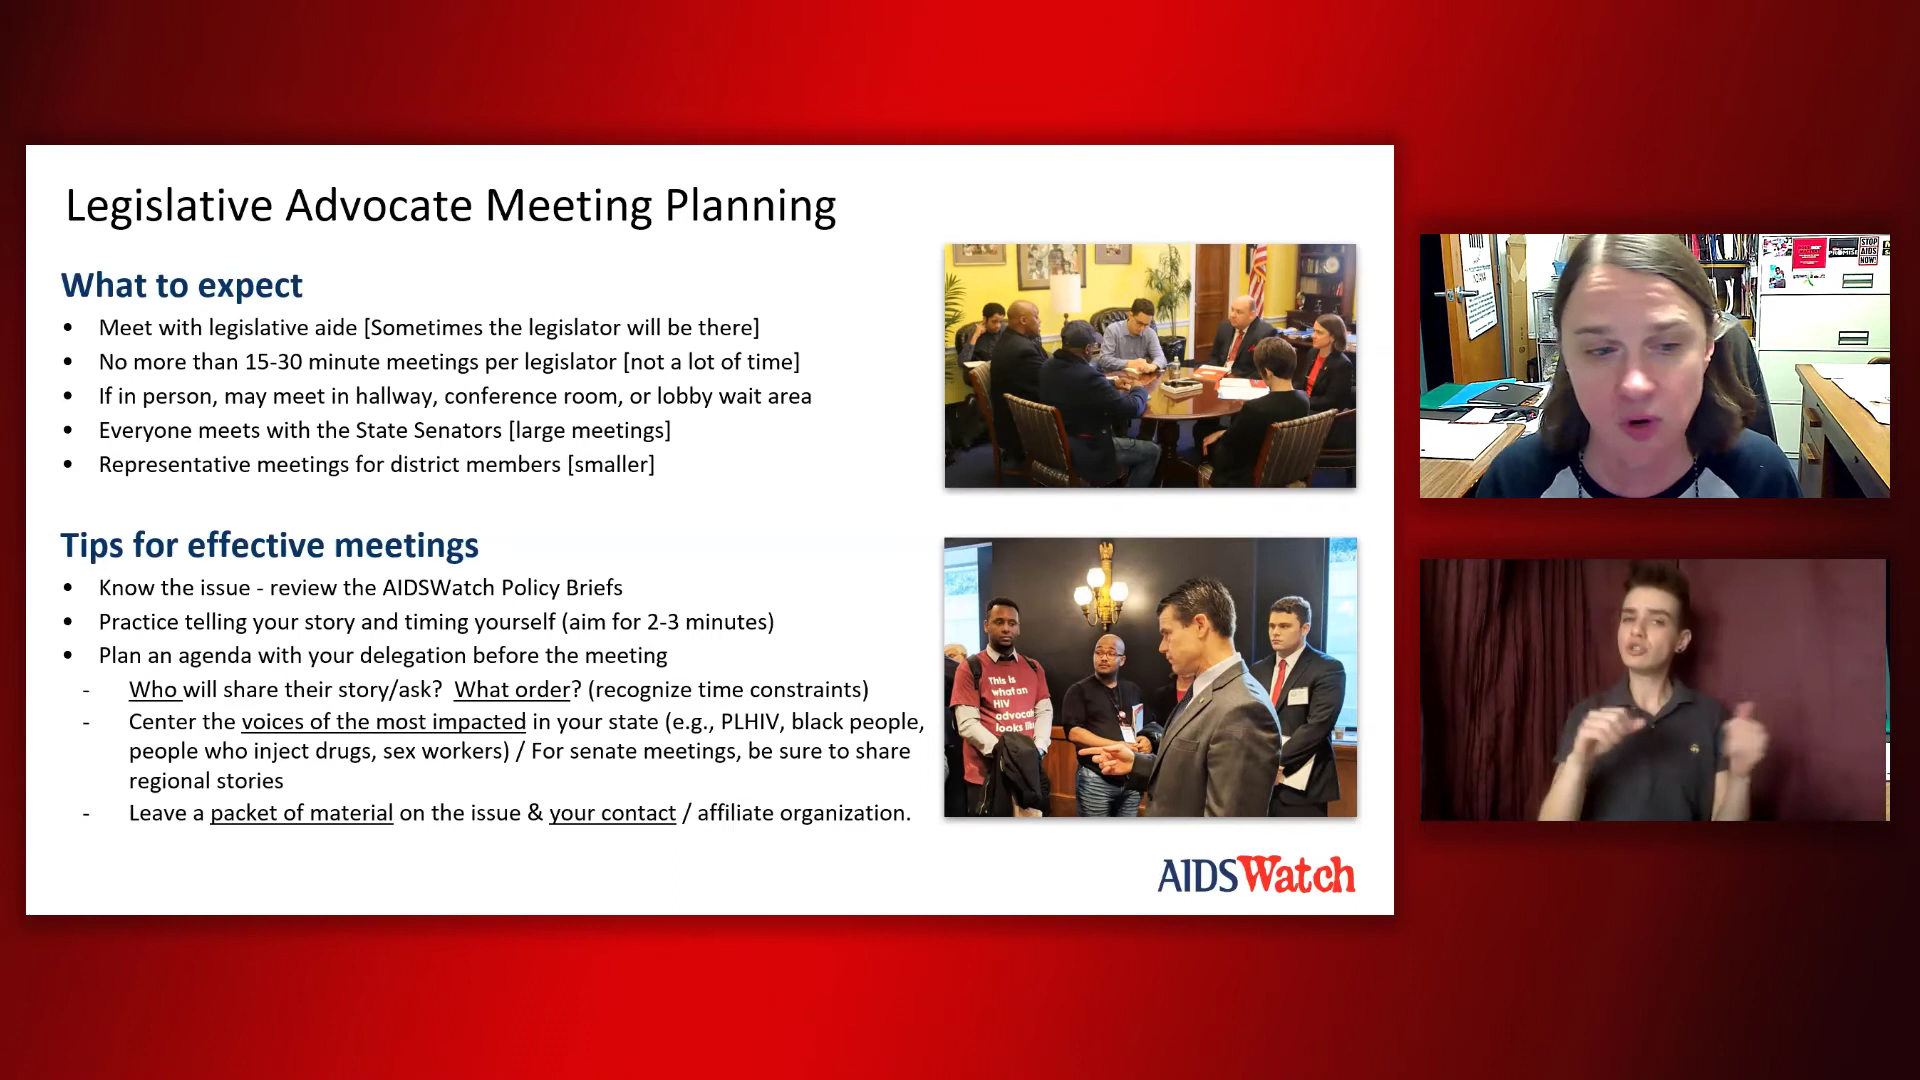 Legislative Advocate Meeting Planning
What to expect
• Meet with legislative aide [Sometimes the legislator will be there]
• No more than 15-30 minute meetings per legislator [not a lot of time]
• If in person, may meet in hallway, conference room, or lobby wait area
• Everyone meets with the State Senators [large meetings]
• Representative meetings for district members [smaller]
Tips for effective meetings
• Know the issue - review the AIDSWatch Policy Briefs
• Practice telling your story and timing yourself (aim for 2-3 minutes)
• Plan an agenda with your delegation before the meeting
- Who will share their story/ask? What order? (recognize time constraints)
- Center the voices of the most impacted in your state (e.g., PLHIV, black people,
people who inject drugs, sex workers) / For senate meetings, be sure to share
regional stories
- Leave a packet of material on the issue & your contact / affiliate organization.
This is
what an
HIV
advocate
looks like
AIDSWatch
STOP
AIDS
NOW!